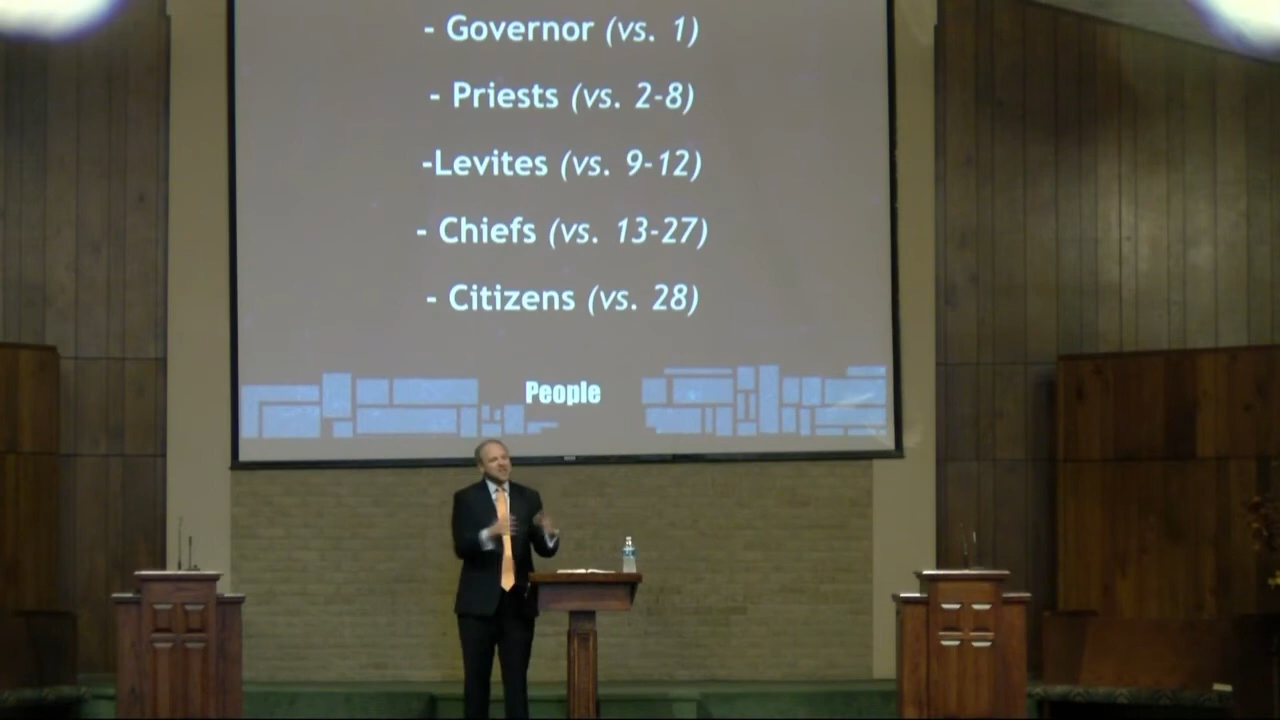 - Governor (vs. 1)
- Priests (vs. 2-8)
-Levites (vs. 9-12)
- Chiefs (vs. 13-27)
- Citizens (vs. 28)
People